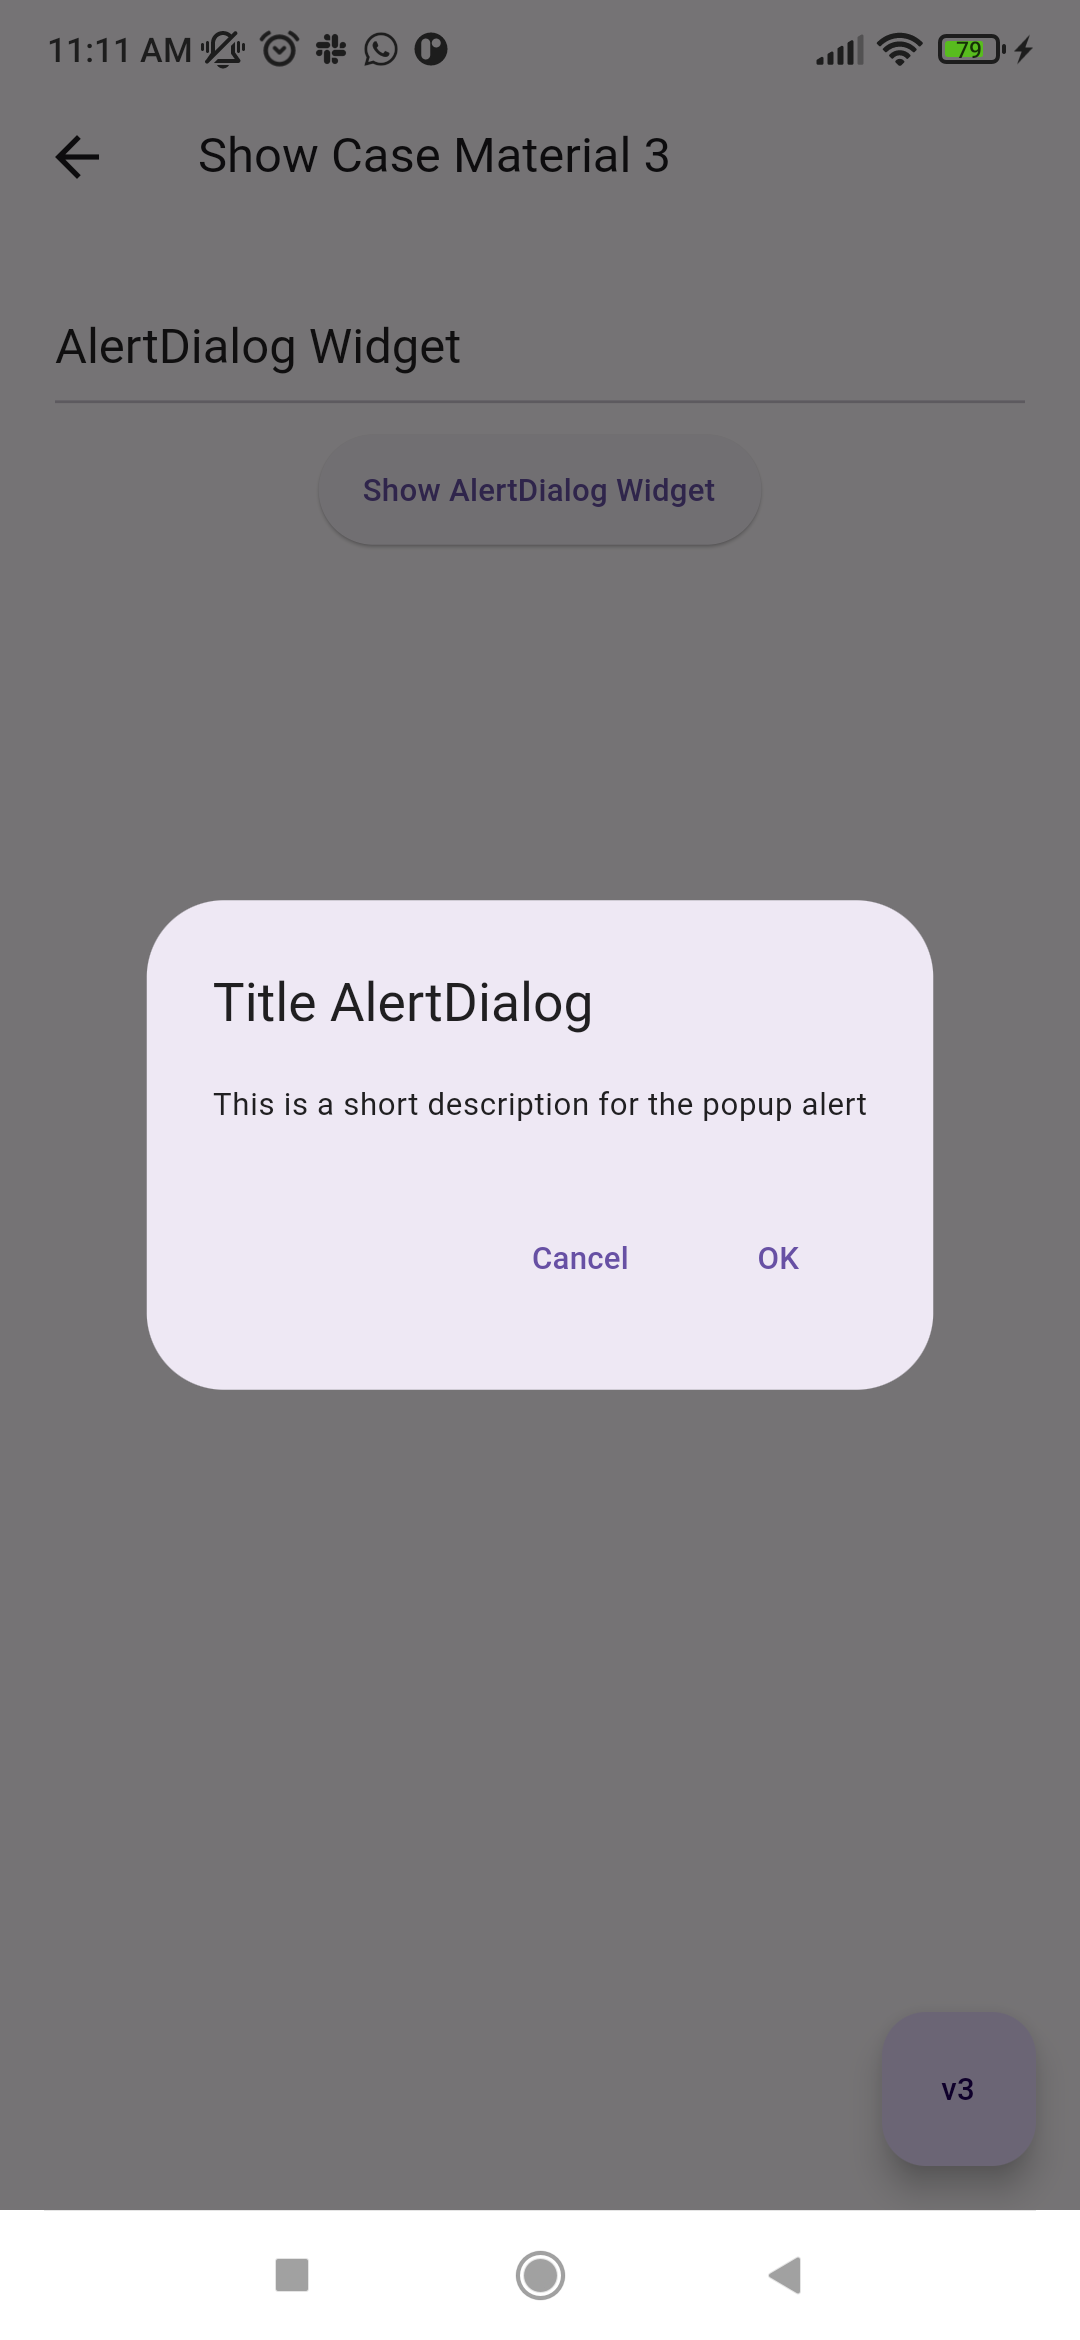 11:11 AM
79
Show Case Material 3
AlertDialog Widget
Show AlertDialog Widget
Title AlertDialog
This is a short description for the popup alert
Cancel OK
v3